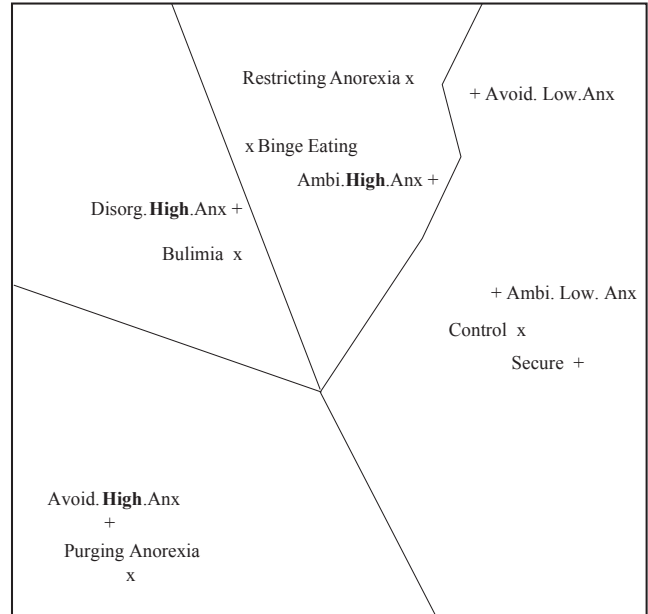 Restricting Anorexia x
+ Avoid. Low.Anx
x Binge Eating
Ambi.High.Anx +
Disorg.High.Anx +
Bulimia x
+ Ambi. Low. Anx
Control x
Secure +
Avoid.High.Anx
+
Purging Anorexia
x